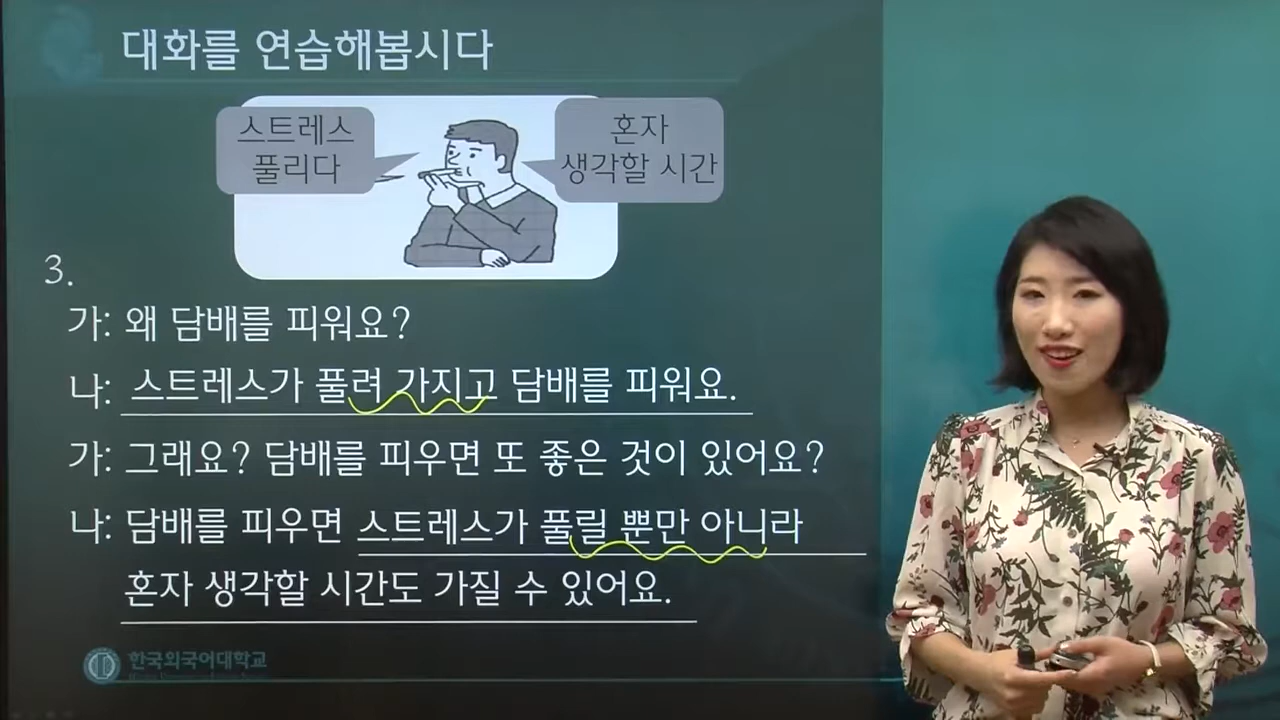 대화를 연습해봅시다
스트레스
풀리다
혼자
생각할 시간
3.
가: 왜 담배를 피워요?
나: 스트레스가 풀려 가지고 담배를 피워요.
가: 그래요? 담배를 피우면 또 좋은 것이 있어요?
나: 담배를 피우면 스트레스가 풀릴 뿐만 아니라
혼자 생각할 시간도 가질 수 있어요.
한국외국어대학교